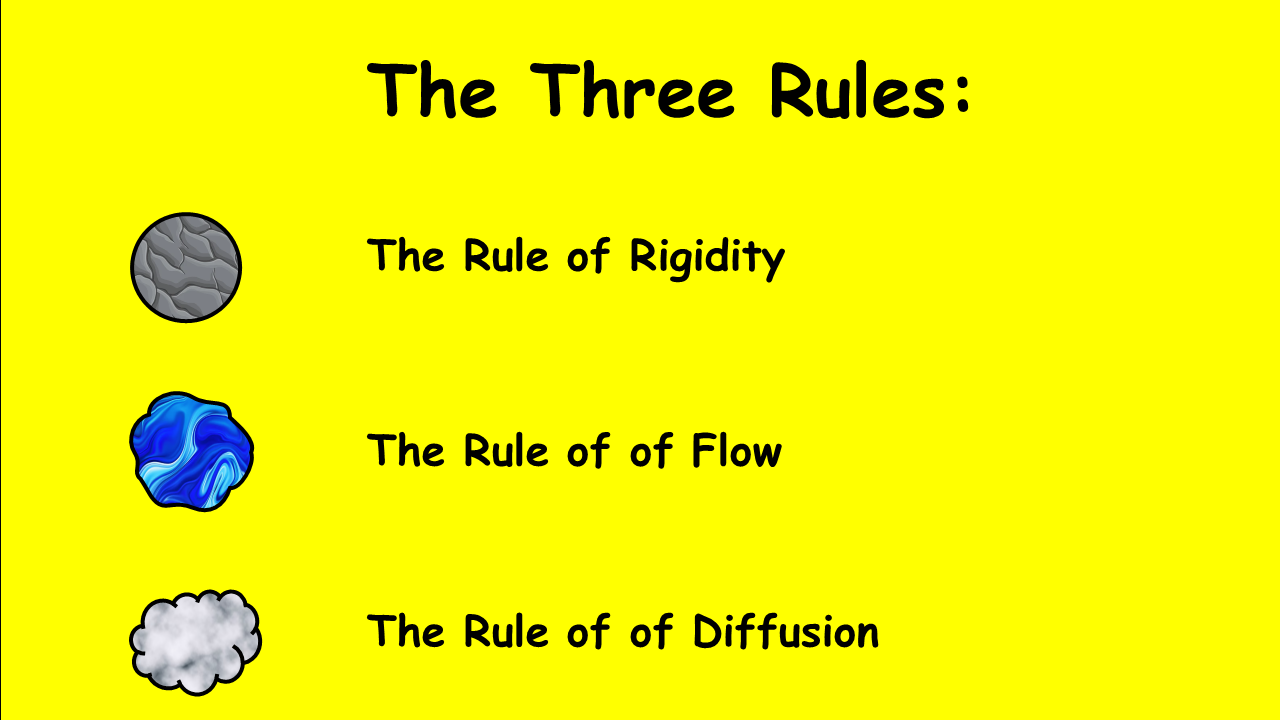 The Three Rules:
The Rule of Rigidity
The Rule of of Flow
The Rule of of Diffusion